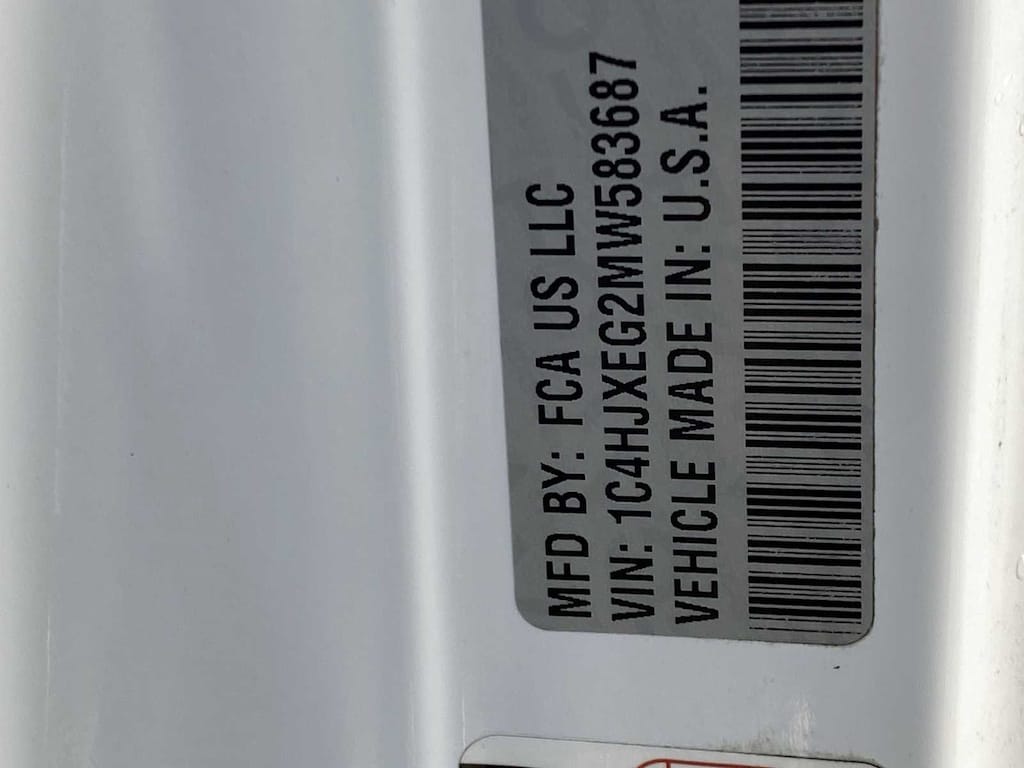 MFD BY: FCA US LLC
VIN: 1C4HJXEG2MW583687
VEHICLE MADE IN: U.S.A.